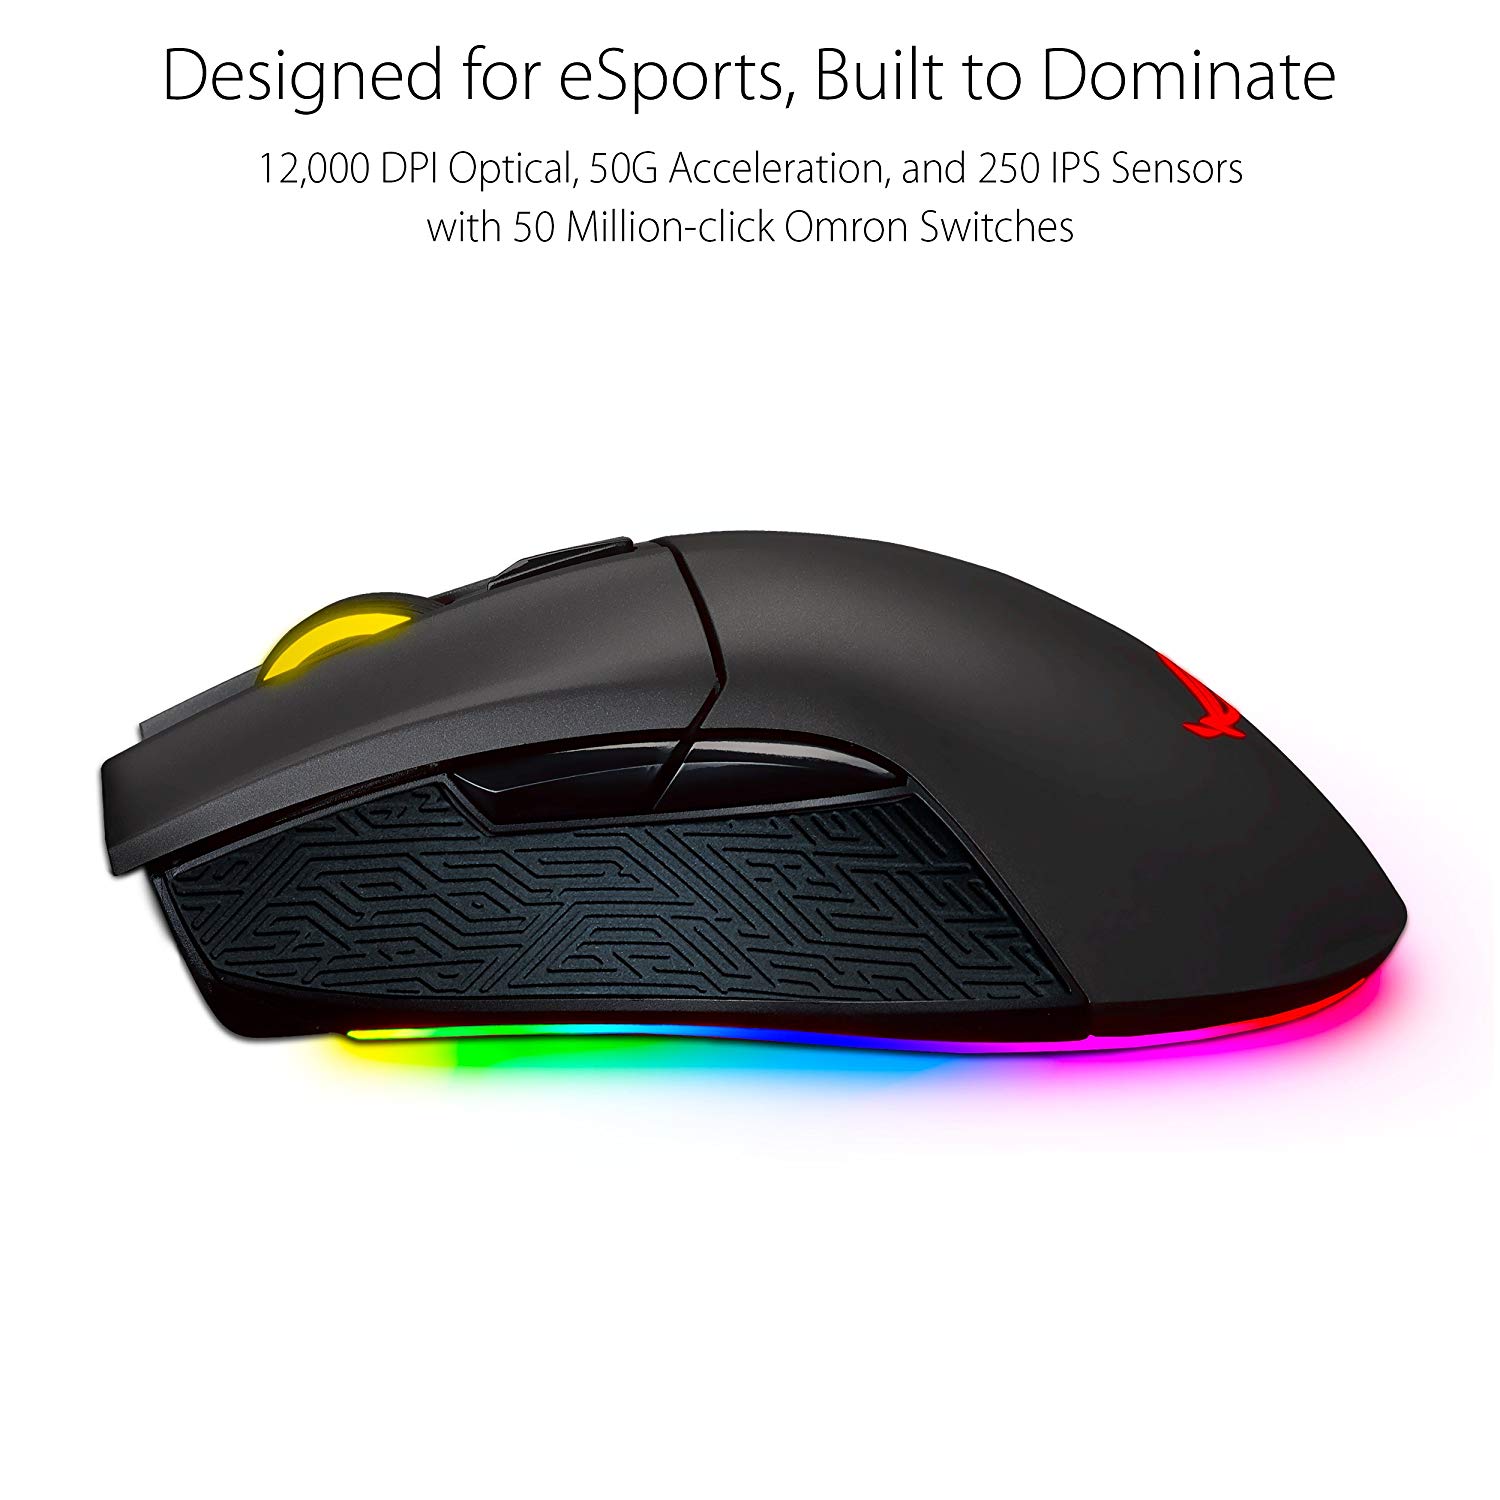 Designed for eSports, Built to Dominate
12,000 DPI Optical, 50G Acceleration, and 250 IPS Sensors
with 50 Million-click Omron Switches